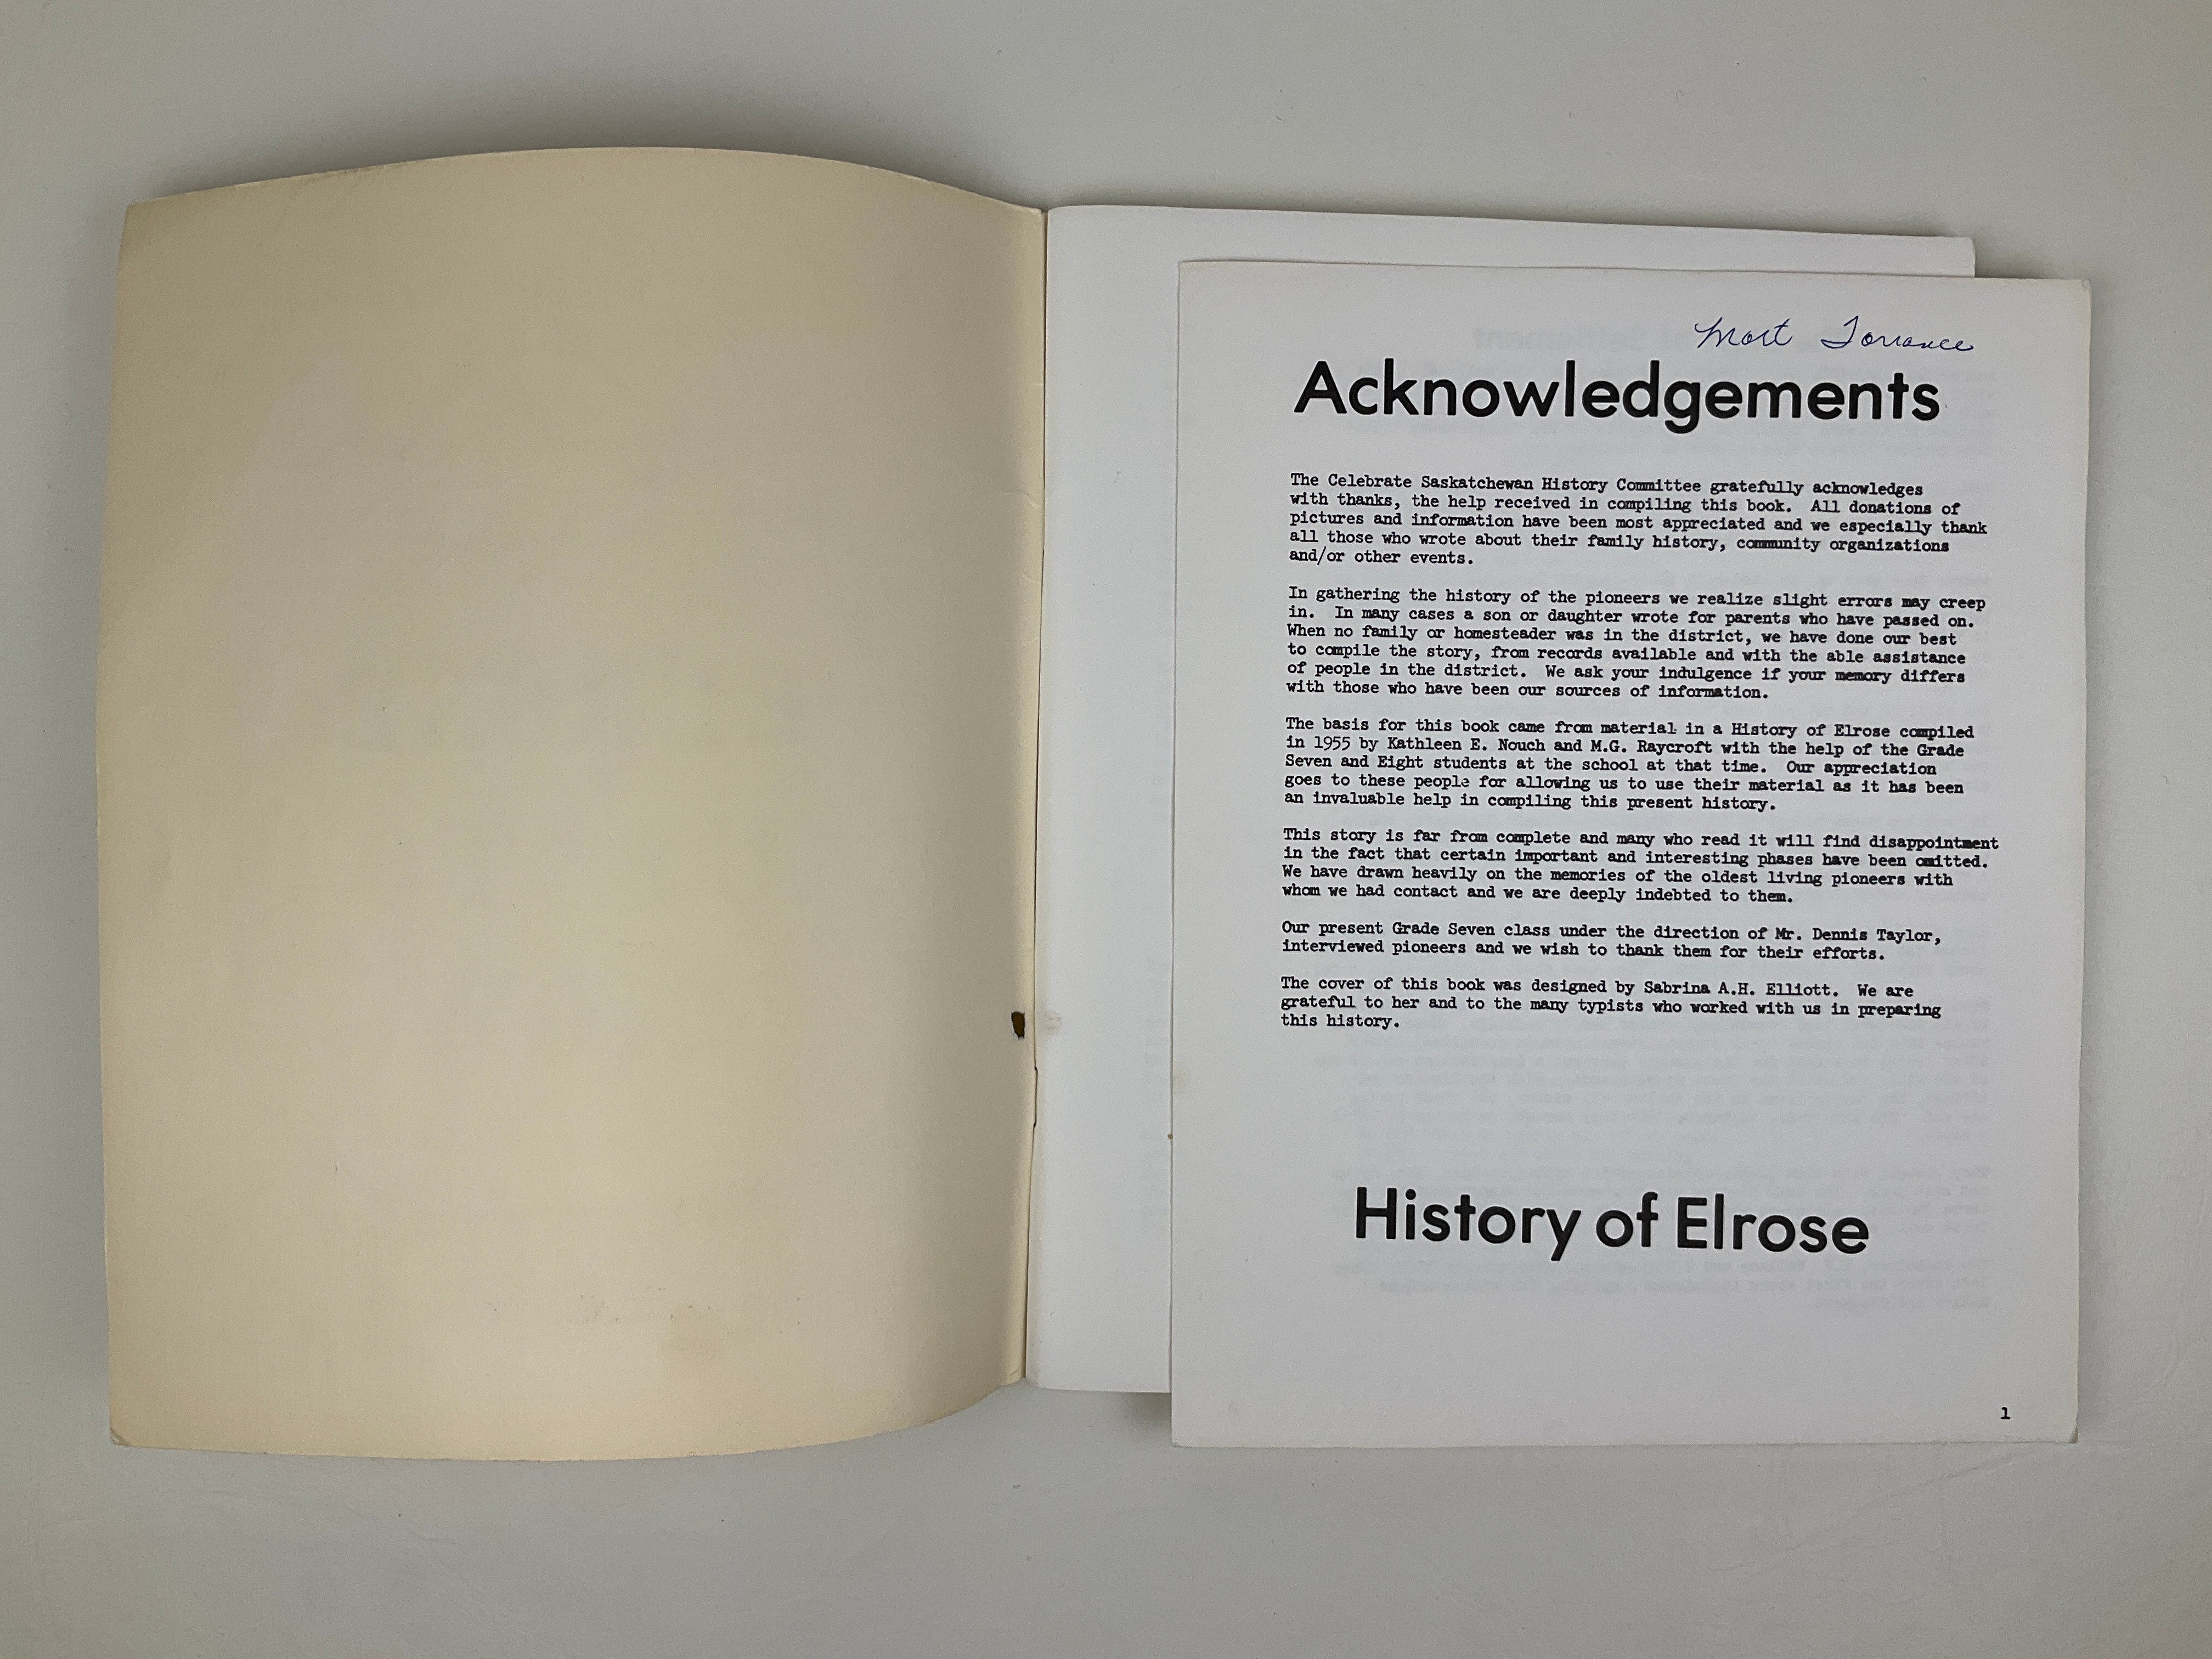 Mort Torrance
Acknowledgements
The Celebrate Saskatchewan History Committee gratefully acknowledges
with thanks, the help received in compiling this book. All donations of
pictures and information have been most appreciated and we especially thank
all those who wrote about their family history, community organizations
and/or other events.
In gathering the history of the pioneers we realize slight errors may creep
in. In many cases a son or daughter wrote for parents who have passed on.
When no family or homesteader was in the district, we have done our best
to compile the story, from records available and with the able assistance
of people in the district. We ask your indulgence if your memory differs
with those who have been our sources of information.
The basis for this book came from material in a History of Elrose compiled
in 1955 by Kathleen E. Nouch and M.G. Raycroft with the help of the Grade
Seven and Eight students at the school at that time. Our appreciation
goes to these people for allowing us to use their material as it has been
an invaluable help in compiling this present history.
This story is far from complete and many who read it will find disappointment
in the fact that certain important and interesting phases have been omitted.
We have drawn heavily on the memories of the oldest living pioneers with
whom we had contact and we are deeply indebted to them.
Our present Grade Seven class under the direction of Mr. Dennis Taylor,
interviewed pioneers and we wish to thank them for their efforts.
The cover of this book was designed by Sabrina A.H. Elliott. We are
grateful to her and to the many typists who worked with us in preparing
this history.
History of Elrose
1